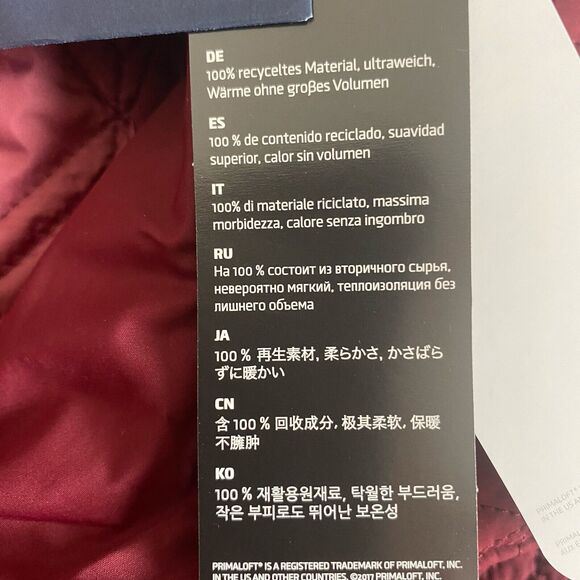 DE
100% recyceltes Material, ultraweich,
Wärme ohne großes Volumen
ES
100 % de contenido reciclado, suavidad
superior, calor sin volumen
IT
100% di materiale riciclato, massima
morbidezza, calore senza ingombro
RU
На 100 % состоит из вторичного сырья,
невероятно мягкий, теплоизоляция без
лишнего объема
JA
100 % 再生素材, 柔らかさ, かさばら
ずに暖かい
CN
含 100 % 回收成分, 极其柔软, 保暖
不臃肿
KO
100 % 재활용원재료, 탁월한 부드러움,
작은 부피로도 뛰어난 보온성
PRIMALOFT® IS A REGISTERED TRADEMARK OF PRIMALOFT, INC.
IN THE US AND OTHER COUNTRIES. ©2017 PRIMALOFT, INC.
PRIMALOFT®
IN THE US AND
PRIMALOFT